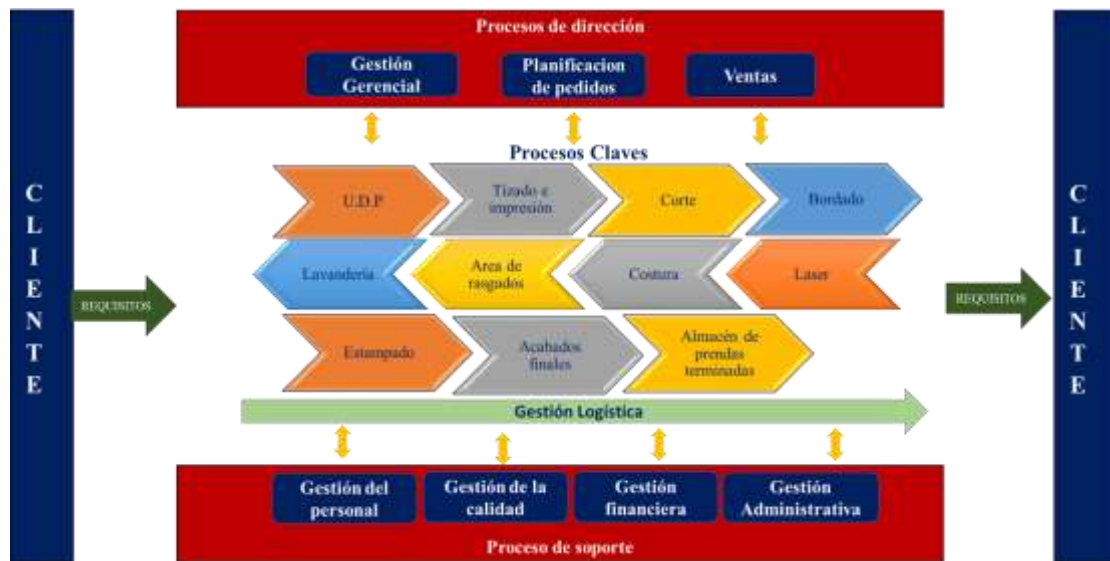 Procesos de dirección
Gestión
Gerencial
Planificacion
de pedidos
Ventas
C
L
I
E
N
T
E
REQUISITOS
Procesos Claves
U.D.P
Tizado e
impresión
Corte
Bordado
Lavandería
Area de
rasgados
Costura
Laser
Estampado
Acabados
finales
Almacén de
prendas
terminadas
Gestión Logística
REQUISITOS
C
L
I
E
N
T
E
Gestión del
personal
Gestión de la
calidad
Gestión
financiera
Gestión
Administrativa
Proceso de soporte